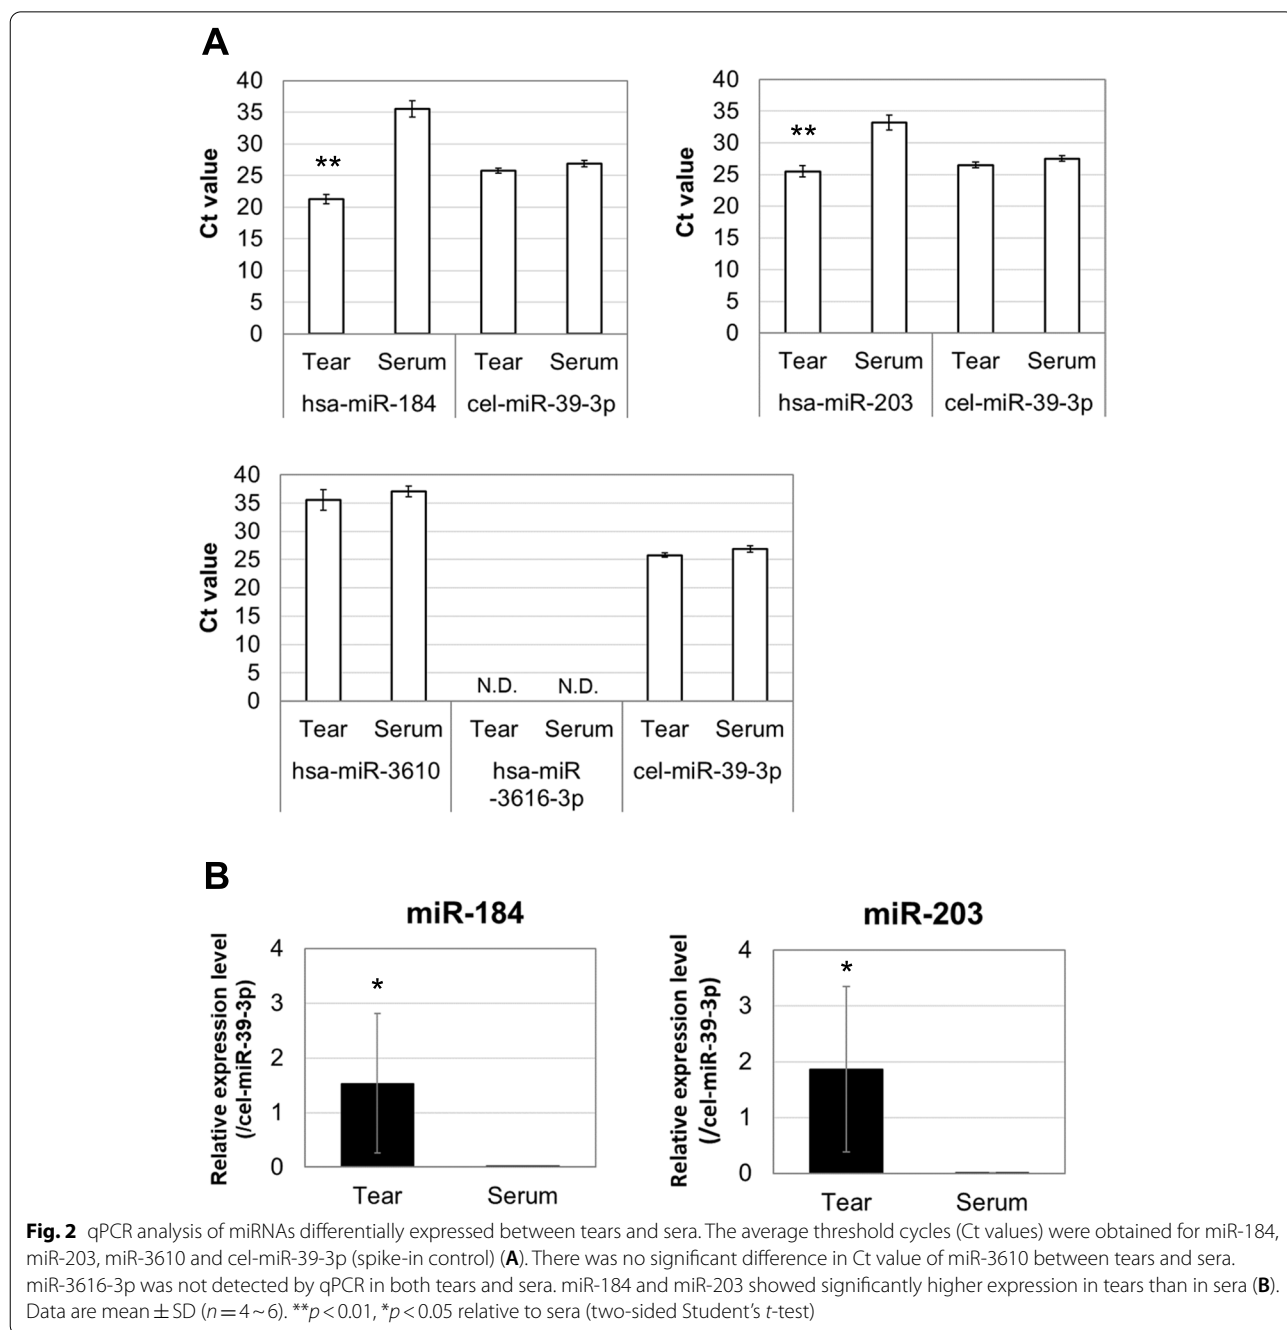 A
40
35
30
25
20
15
10
5
0
Ct value
**
Tear Serum Tear Serum
hsa-miR-184 cel-miR-39-3p
40
35
30
25
20
15
10
5
0
Ct value
**
Tear Serum Tear Serum
hsa-miR-203 cel-miR-39-3p
40
35
30
25
20
15
10
5
0
Ct value
N.D. N.D.
Tear Serum Tear Serum Tear Serum
hsa-miR-3610 hsa-miR cel-miR-39-3p
-3616-3p
B
miR-184
Relative expression level
(/cel-miR-39-3p)
4
3
2
1
0
*
Tear Serum
miR-203
Relative expression level
(/cel-miR-39-3p)
4
3
2
1
0
*
Tear Serum
Fig. 2 qPCR analysis of miRNAs differentially expressed between tears and sera. The average threshold cycles (Ct values) were obtained for miR-184,
miR-203, miR-3610 and cel-miR-39-3p (spike-in control) (A). There was no significant difference in Ct value of miR-3610 between tears and sera.
miR-3616-3p was not detected by qPCR in both tears and sera. miR-184 and miR-203 showed significantly higher expression in tears than in sera (B).
Data are mean ± SD (n = 4 ~ 6). **p < 0.01, *p < 0.05 relative to sera (two-sided Student's t-test)